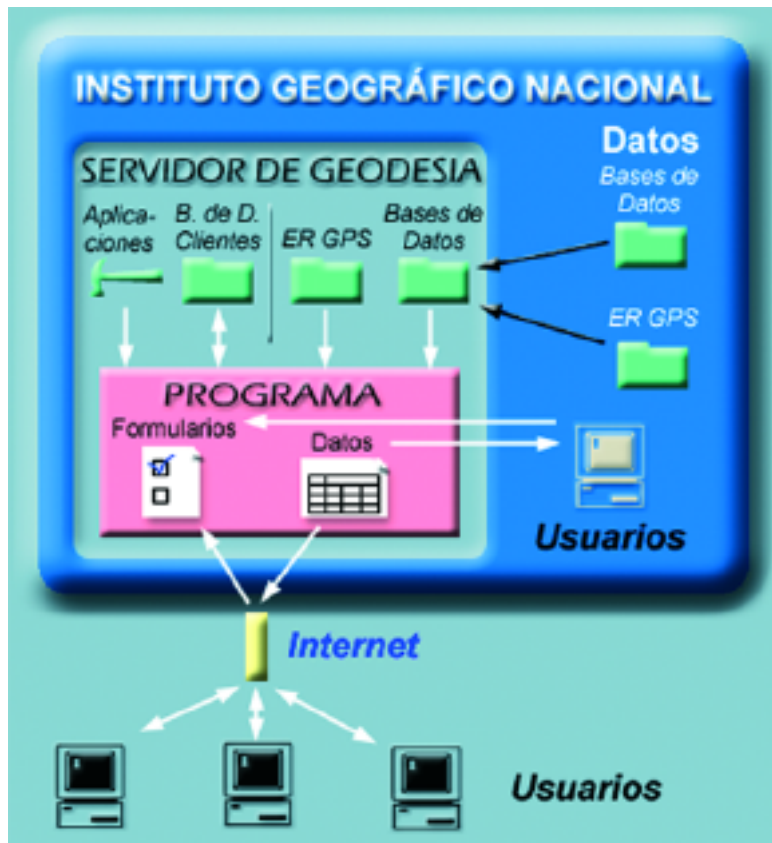 INSTITUTO GEOGRÁFICO NACIONAL
Datos
Bases de
Datos
ER GPS
SERVIDOR DE GEODESIA
Aplica-
ciones
B. de D.
Clientes
ER GPS
Bases de
Datos
PROGRAMA
Formularios
Datos
Usuarios
Internet
Usuarios